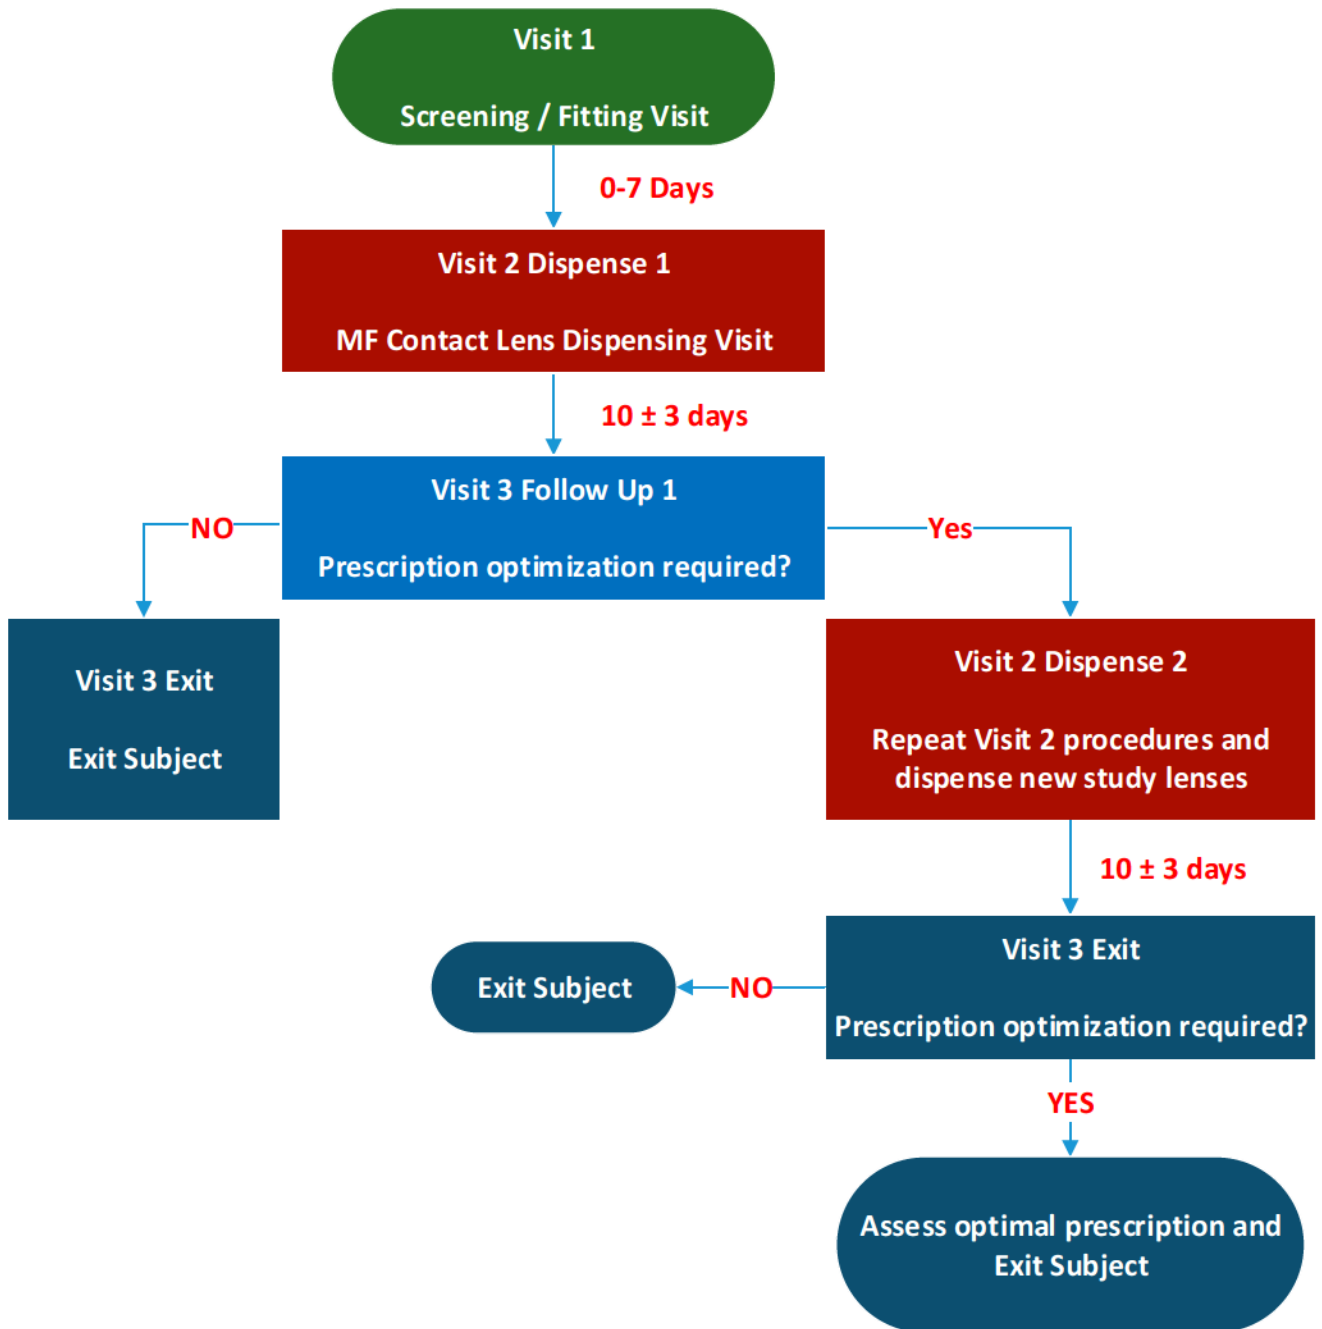 Visit 1
Screening / Fitting Visit
0-7 Days
Visit 2 Dispense 1
MF Contact Lens Dispensing Visit
10 ± 3 days
Visit 3 Follow Up 1
Prescription optimization required?
NO
Yes
Visit 3 Exit
Exit Subject
Visit 2 Dispense 2
Repeat Visit 2 procedures and
dispense new study lenses
10 ± 3 days
Visit 3 Exit
Prescription optimization required?
NO
Exit Subject
YES
Assess optimal prescription and
Exit Subject